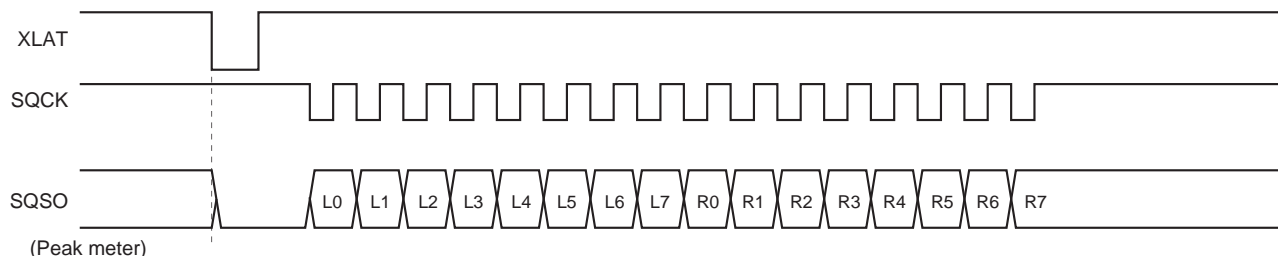 XLAT
SQCK
SQSO
L0 L1 L2 L3 L4 L5 L6 L7 R0 R1 R2 R3 R4 R5 R6 R7
(Peak meter)